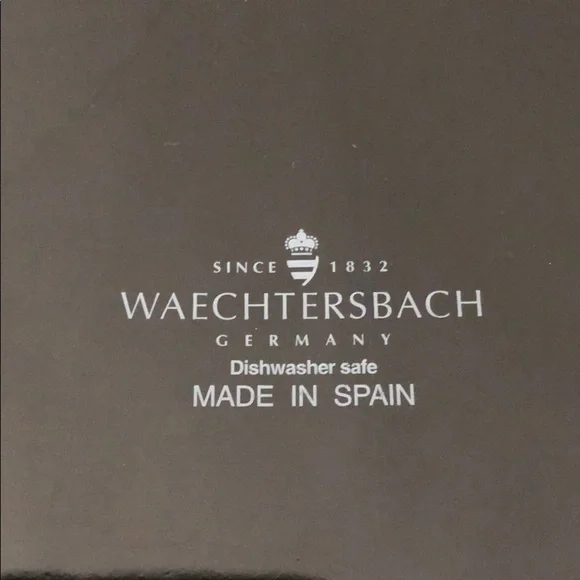 SINCE 1832
WAECHTERSBACH
GERMANY
Dishwasher safe
MADE IN SPAIN